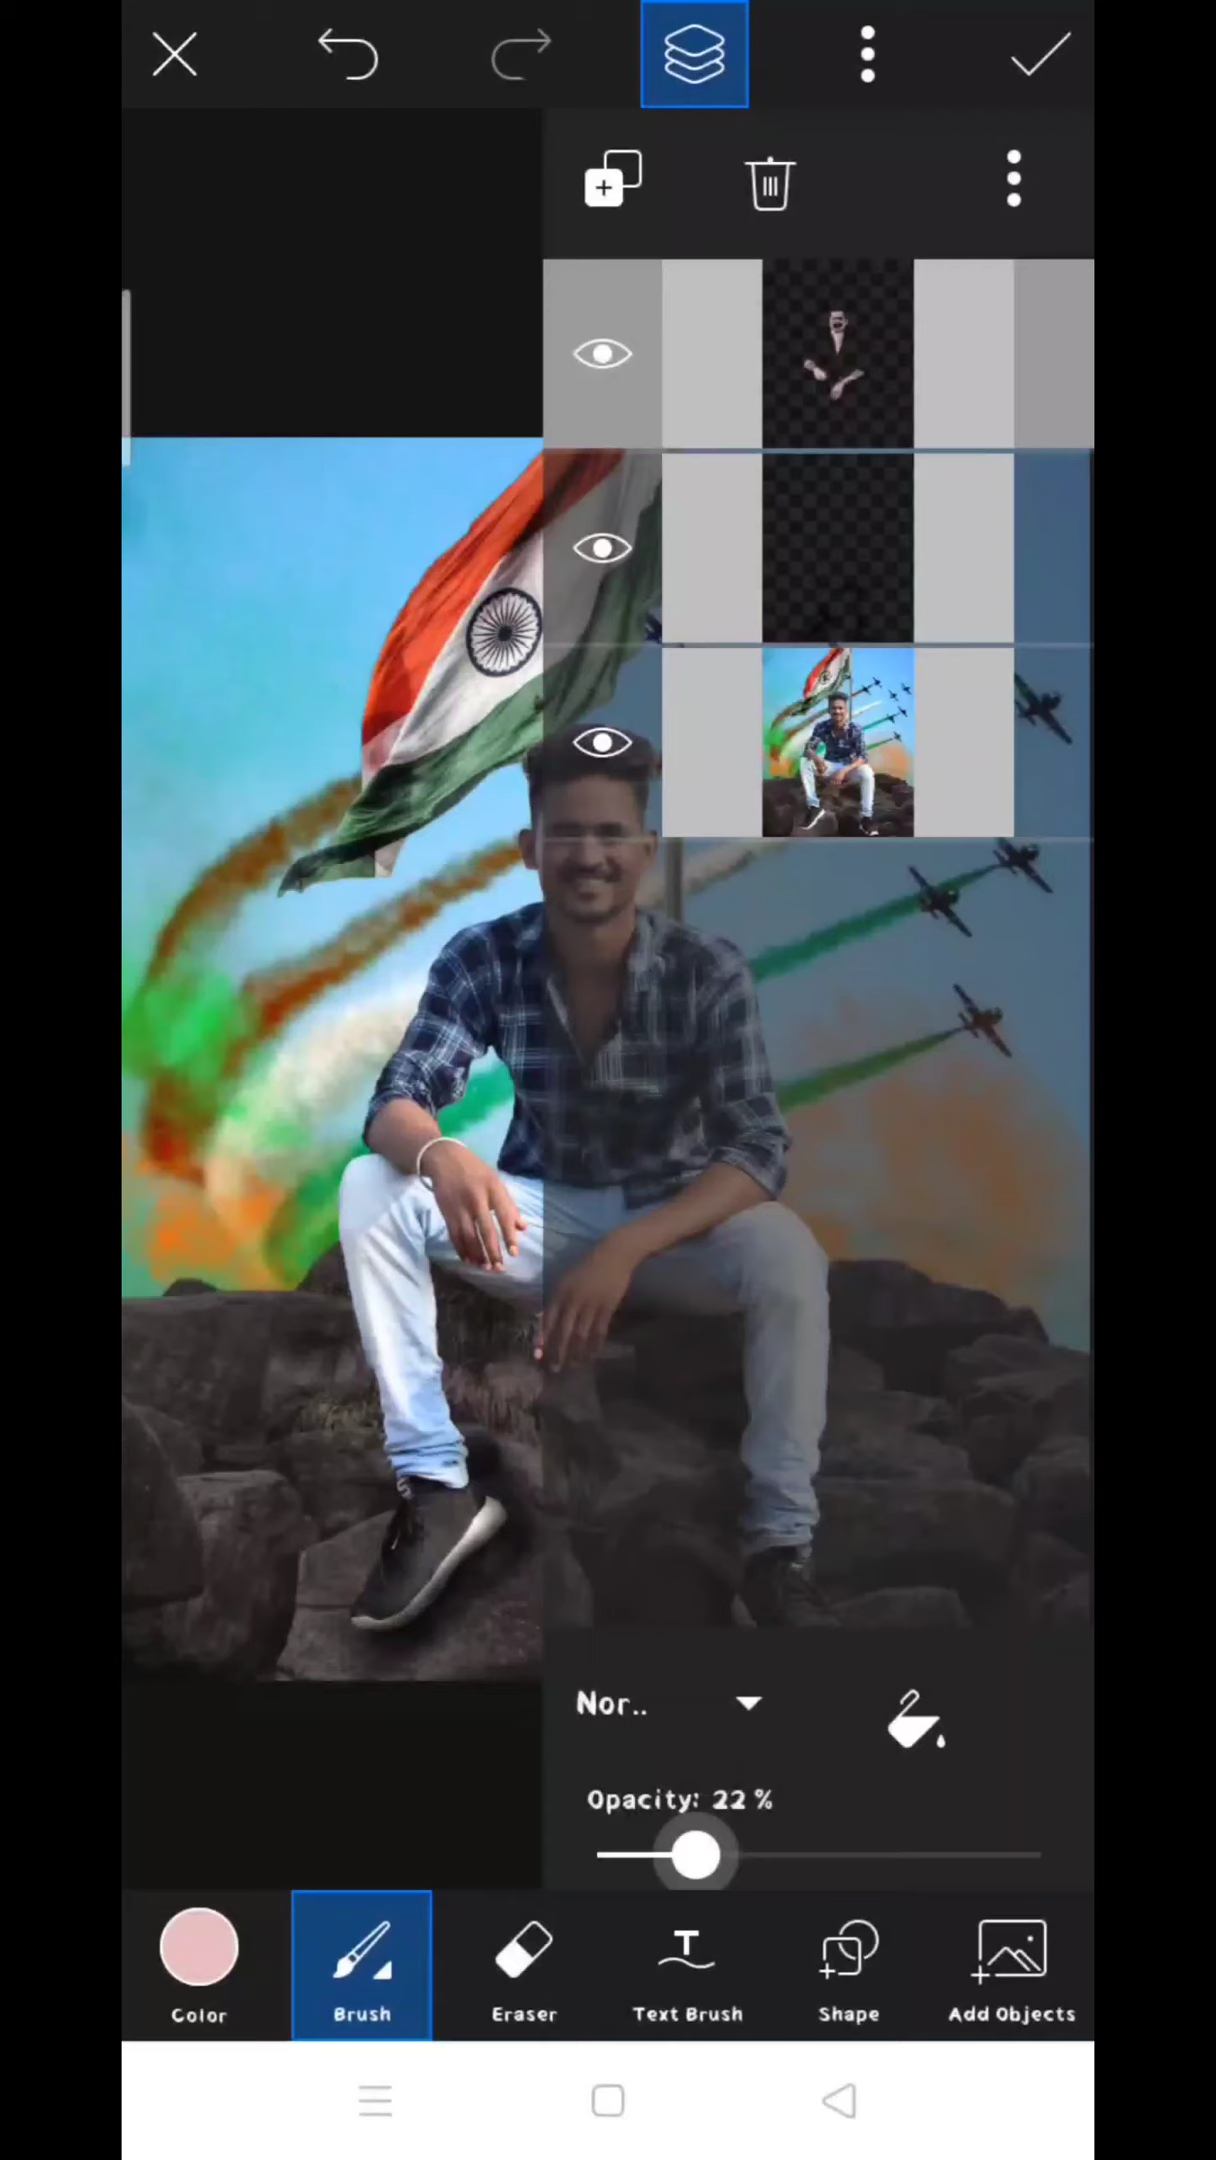 Nor..
Opacity: 22 %
Color
Brush
Eraser
Text Brush
Shape
Add Objects